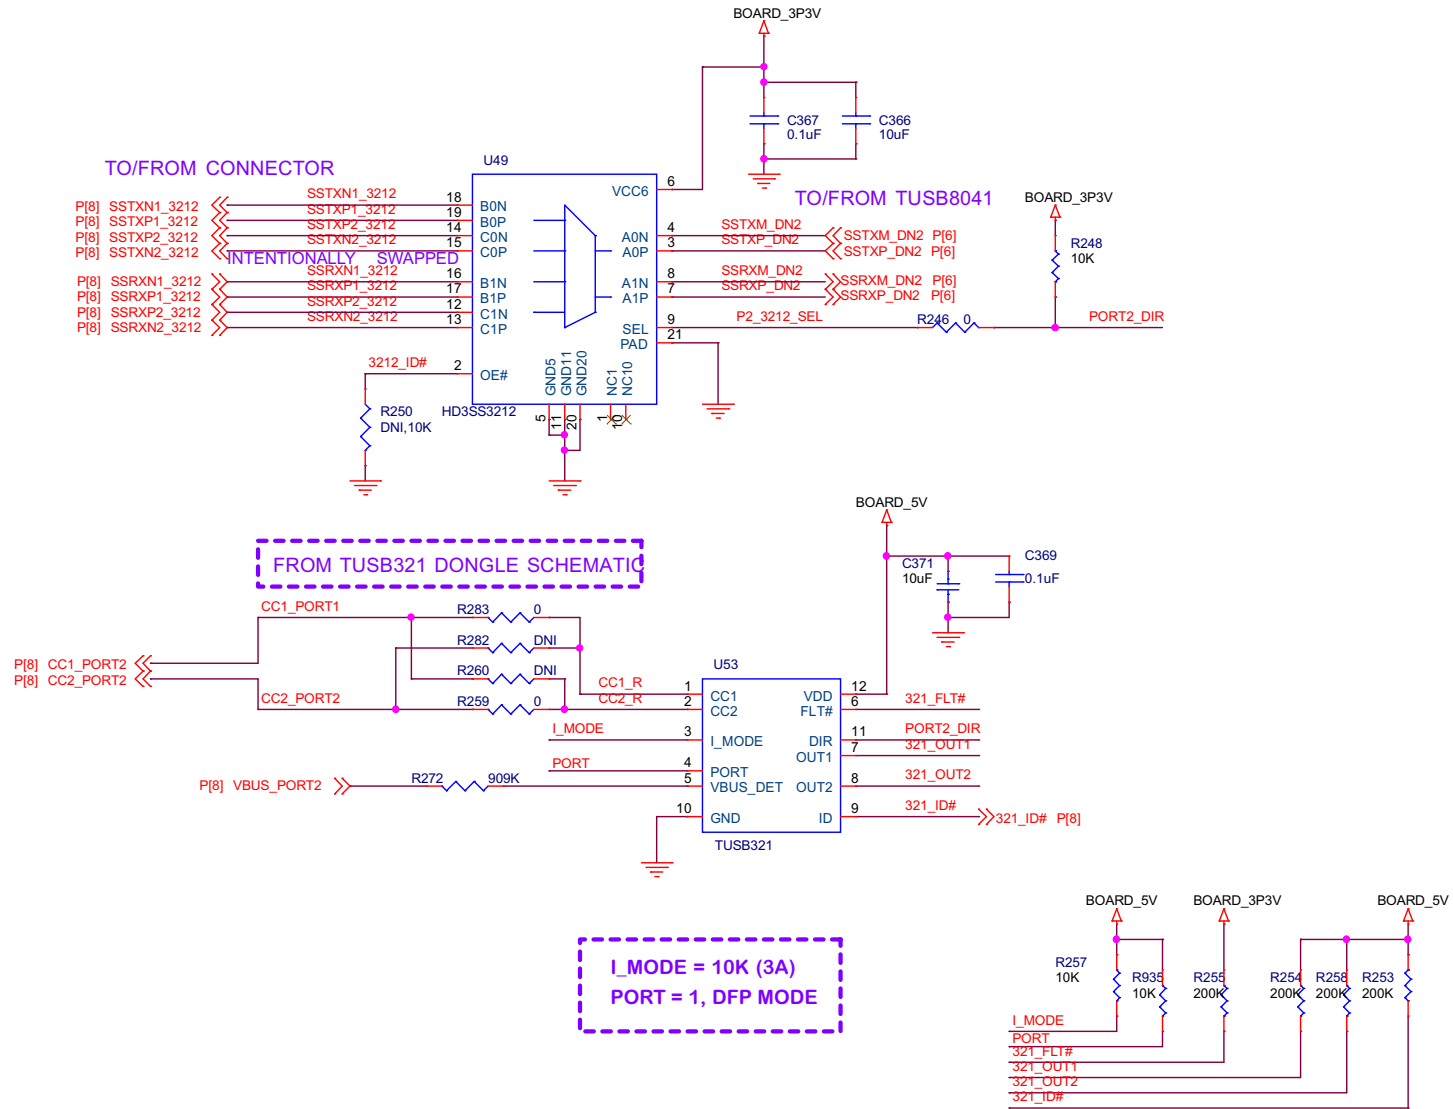 BOARD_3P3V
C367
0.1uF
C366
10uF
U49
TO/FROM CONNECTOR
VCC6 6
TO/FROM TUSB8041
BOARD_3P3V
P[8] SSTXN1_3212 SSTXN1_3212 18 B0N
P[8] SSTXP1_3212 SSTXP1_3212 19 B0P
P[8] SSTXP2_3212 SSTXP2_3212 14 C0N
P[8] SSTXN2_3212 SSTXN2_3212 15 C0P
INTENTIONALLY SWAPPED
P[8] SSRXN1_3212 SSRXN1_3212 16 B1N
P[8] SSRXP1_3212 SSRXP1_3212 17 B1P
P[8] SSRXP2_3212 SSRXP2_3212 12 C1N
P[8] SSRXN2_3212 SSRXN2_3212 13 C1P
A0N 4 SSTXM_DN2 SSTXM_DN2 P[6]
A0P 3 SSTXP_DN2 SSTXP_DN2 P[6]
A1N 8 SSRXM_DN2 SSRXM_DN2 P[6]
A1P 7 SSRXP_DN2 SSRXP_DN2 P[6]
R248
10K
SEL 9 P2_3212_SEL R246 0 PORT2_DIR
PAD 21
3212_ID# 2 OE#
R250
DNI,10K
GND5 GND11 GND20 NC1 NC10
HD3SS3212
5 11 20 1 10
BOARD_5V
C371
10uF
C369
0.1uF
FROM TUSB321 DONGLE SCHEMATIC
CC1_PORT1 R283 0
R282 DNI
P[8] CC1_PORT2
P[8] CC2_PORT2
R260 DNI
CC2_PORT2 R259 0
U53
CC1_R 1 CC1
CC2_R 2 CC2
I_MODE 3 I_MODE
PORT 4 PORT
P[8] VBUS_PORT2 R272 909K 5 VBUS_DET
10 GND
VDD 12
FLT# 6 321_FLT#
DIR 11 PORT2_DIR
OUT1 7 321_OUT1
OUT2 8 321_OUT2
ID 9 321_ID# 321_ID# P[8]
TUSB321
I_MODE = 10K (3A)
PORT = 1, DFP MODE
BOARD_5V BOARD_3P3V BOARD_5V
R257
10K
R935
10K
R255
200K
R254
200K
R258
200K
R253
200K
I_MODE
PORT
321_FLT#
321_OUT1
321_OUT2
321_ID#